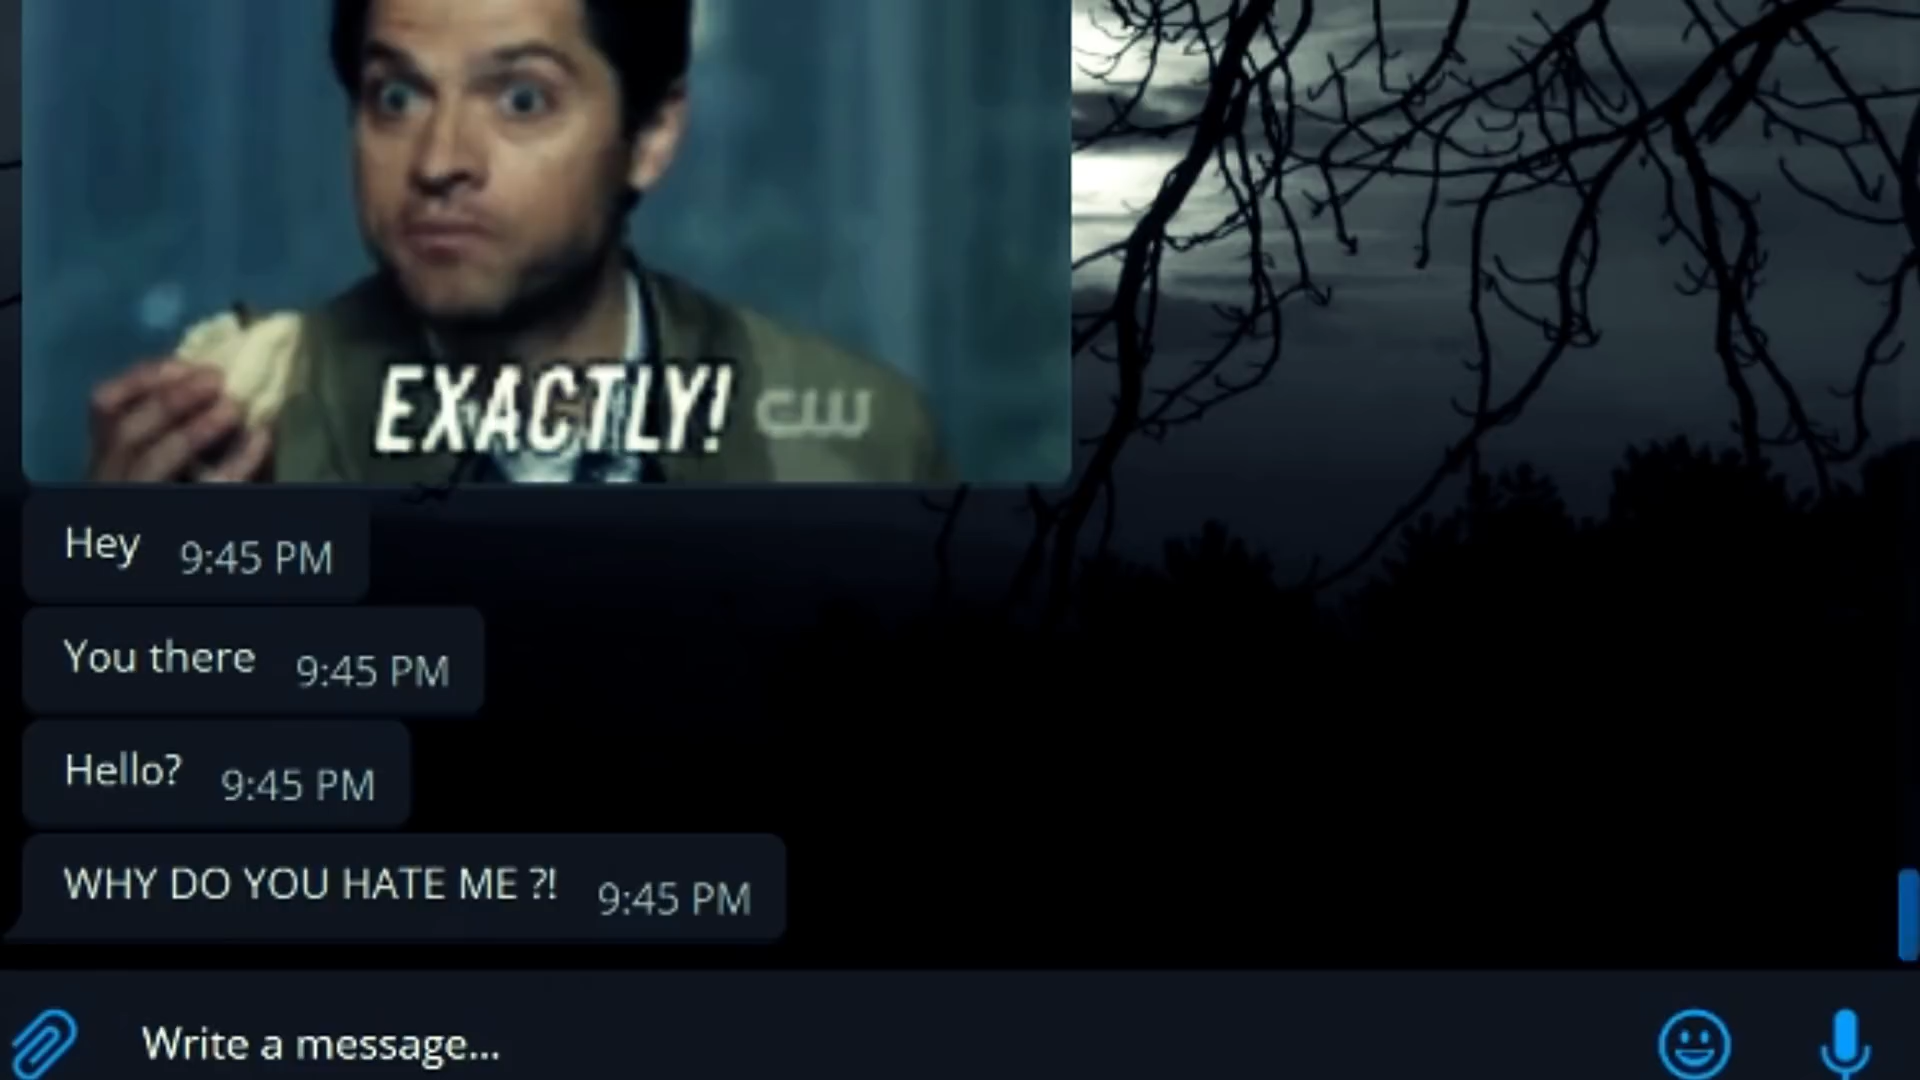 EXACTLY! CW
Hey 9:45 PM
You there 9:45 PM
Hello? 9:45 PM
WHY DO YOU HATE ME ?! 9:45 PM
Write a message...